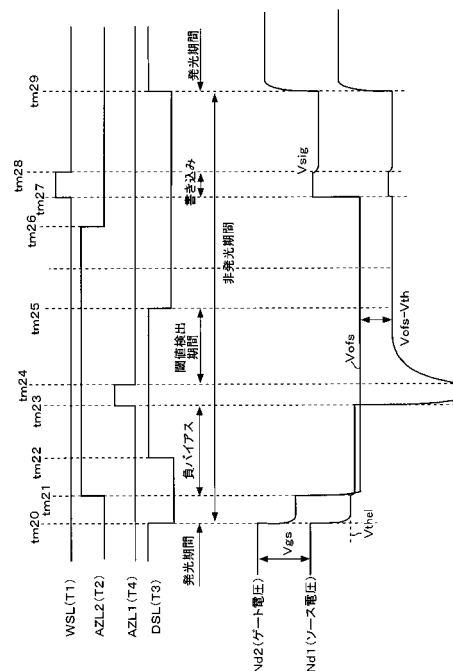 tm20
tm21
tm22
tm23
tm24
tm25
tm26
tm27
tm28
tm29
WSL(T1)
AZL2(T2)
AZL1(T4)
DSL(T3)
発光期間
負バイアス
閾値検出
期間
書き込み
発光期間
非発光期間
Nd2(ゲート電圧)
Nd1(ソース電圧)
Vgs
Vthel
Vofs
Vofs-Vth
Vsig